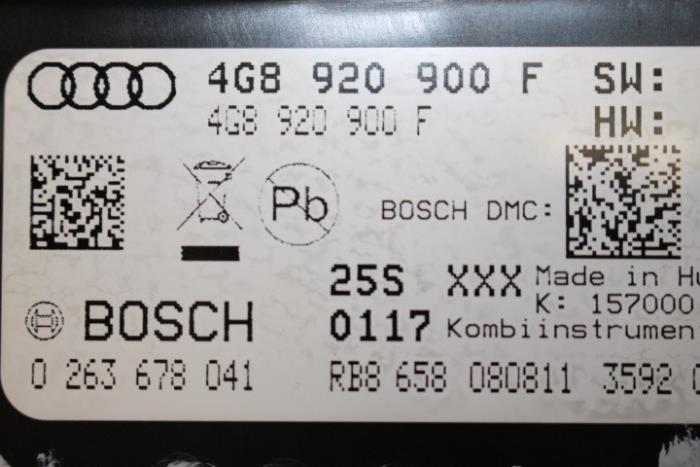 4G8 920 900 F SW:
4G8 920 900 F HW:
Pb
BOSCH DMC:
25S XXX Made in Hu
K: 157000
BOSCH 0117 Kombiinstrumen
0 263 678 041 RB8 658 080811 3592